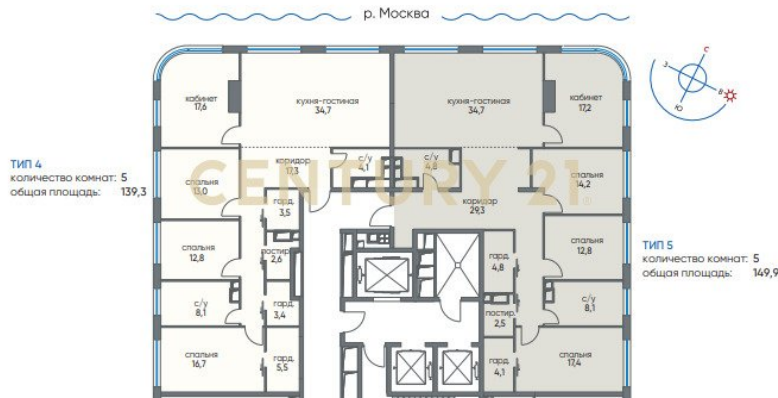 р. Москва
С
З
В
Ю
кабинет
17,6
кухня-гостиная
34,7
кухня-гостиная
34,7
кабинет
17,2
ТИП 4
количество комнат: 5
общая площадь: 139,3
спальня
13,0
коридор
17,3
с/у
4,1
с/у
4,8
спальня
14,2
CENTURY 21
гард.
3,5
коридор
29,3
спальня
12,8
постир.
2,6
гард.
4,8
спальня
12,8
ТИП 5
количество комнат: 5
общая площадь: 149,9
с/у
8,1
гард.
3,4
постир.
2,5
с/у
8,1
спальня
16,7
гард.
5,5
гард.
4,1
спальня
17,4